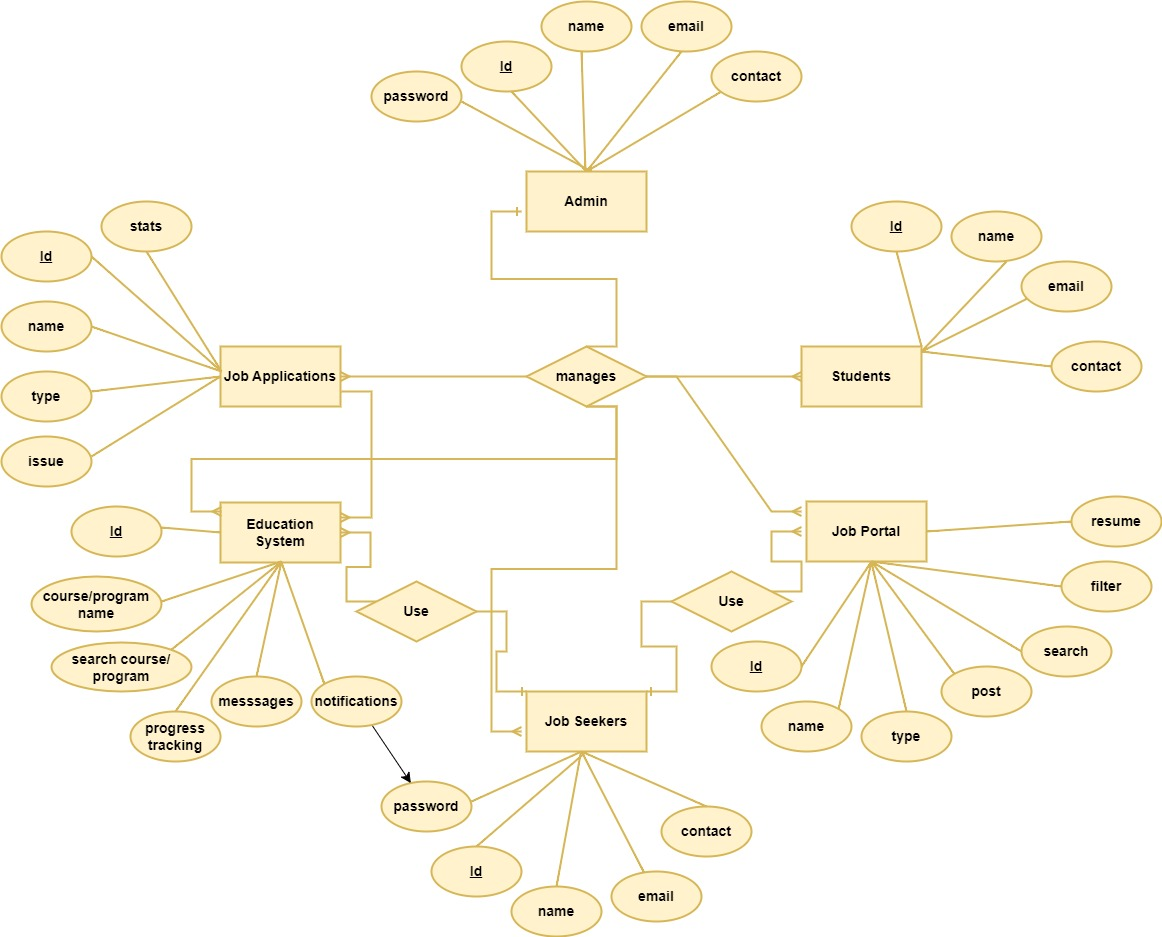 name
email
Id
contact
password
Admin
stats
Id
name
Id
email
name
contact
Job Applications
manages
Students
type
issue
resume
Id
Education
System
Job Portal
filter
course/program
name
Use
Use
search
search course/
program
Id
post
messsages
notifications
name
type
progress
tracking
Job Seekers
password
contact
Id
email
name